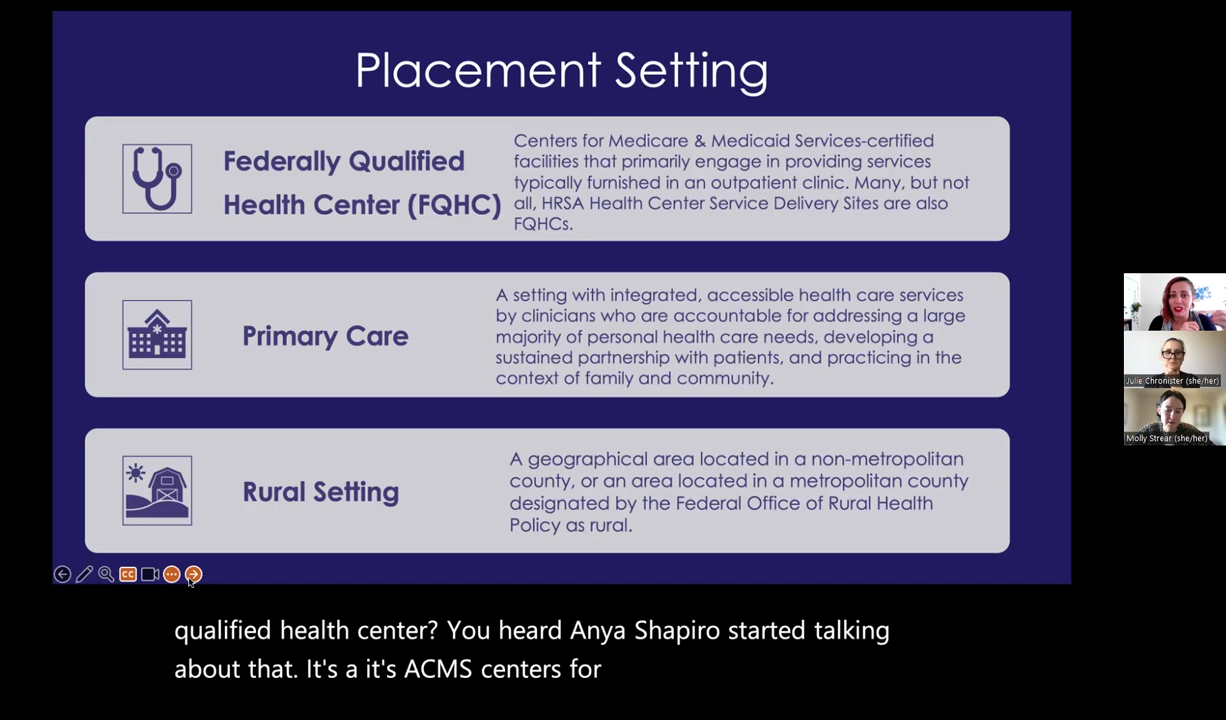 Placement Setting
Federally Qualified
Health Center (FQHC)
Centers for Medicare & Medicaid Services-certified
facilities that primarily engage in providing services
typically furnished in an outpatient clinic. Many, but not
all, HRSA Health Center Service Delivery Sites are also
FQHCs.
Primary Care
A setting with integrated, accessible health care services
by clinicians who are accountable for addressing a large
majority of personal health care needs, developing a
sustained partnership with patients, and practicing in the
context of family and community.
Rural Setting
A geographical area located in a non-metropolitan
county, or an area located in a metropolitan county
designated by the Federal Office of Rural Health
Policy as rural.
CC
Julie Chronister (she/her)
Molly Strear (she/her)
qualified health center? You heard Anya Shapiro started talking
about that. It's a it's ACMS centers for